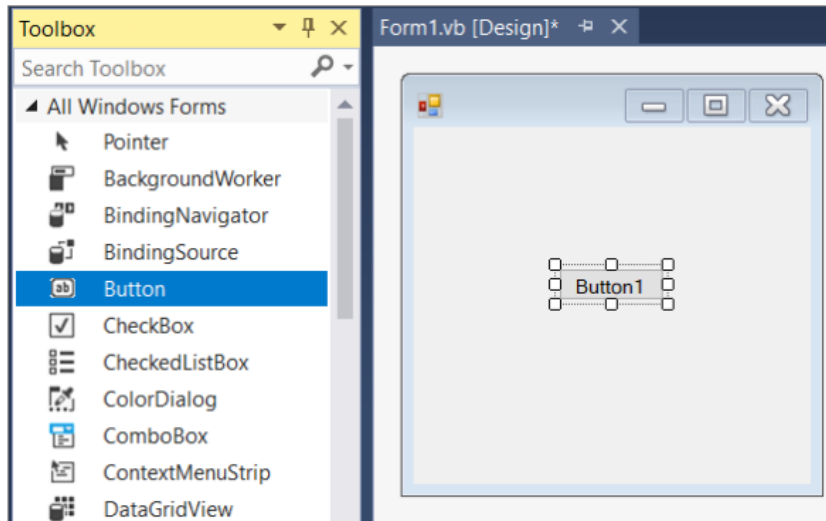 Toolbox
Search Toolbox
All Windows Forms
Pointer
BackgroundWorker
BindingNavigator
BindingSource
Button
CheckBox
CheckedListBox
ColorDialog
ComboBox
ContextMenuStrip
DataGridView
Form1.vb [Design]*
Button1